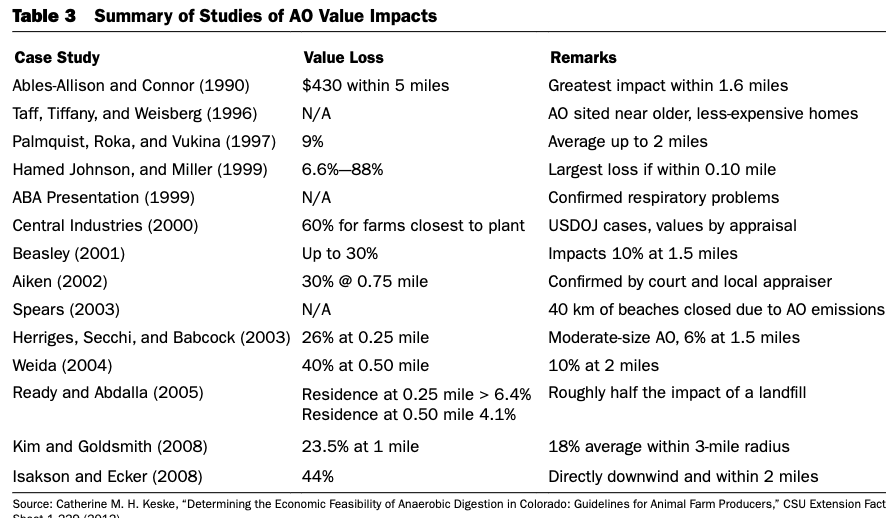 Table 3 Summary of Studies of AO Value Impacts
Case Study Value Loss Remarks
Ables-Allison and Connor (1990) $430 within 5 miles Greatest impact within 1.6 miles
Taff, Tiffany, and Weisberg (1996) N/A AO sited near older, less-expensive homes
Palmquist, Roka, and Vukina (1997) 9% Average up to 2 miles
Hamed Johnson, and Miller (1999) 6.6%—88% Largest loss if within 0.10 mile
ABA Presentation (1999) N/A Confirmed respiratory problems
Central Industries (2000) 60% for farms closest to plant USDOJ cases, values by appraisal
Beasley (2001) Up to 30% Impacts 10% at 1.5 miles
Aiken (2002) 30% @ 0.75 mile Confirmed by court and local appraiser
Spears (2003) N/A 40 km of beaches closed due to AO emissions
Herriges, Secchi, and Babcock (2003) 26% at 0.25 mile Moderate-size AO, 6% at 1.5 miles
Weida (2004) 40% at 0.50 mile 10% at 2 miles
Ready and Abdalla (2005) Residence at 0.25 mile > 6.4% Roughly half the impact of a landfill
Residence at 0.50 mile 4.1%
Kim and Goldsmith (2008) 23.5% at 1 mile 18% average within 3-mile radius
Isakson and Ecker (2008) 44% Directly downwind and within 2 miles
Source: Catherine M. H. Keske, “Determining the Economic Feasibility of Anaerobic Digestion in Colorado: Guidelines for Animal Farm Producers,” CSU Extension Fact